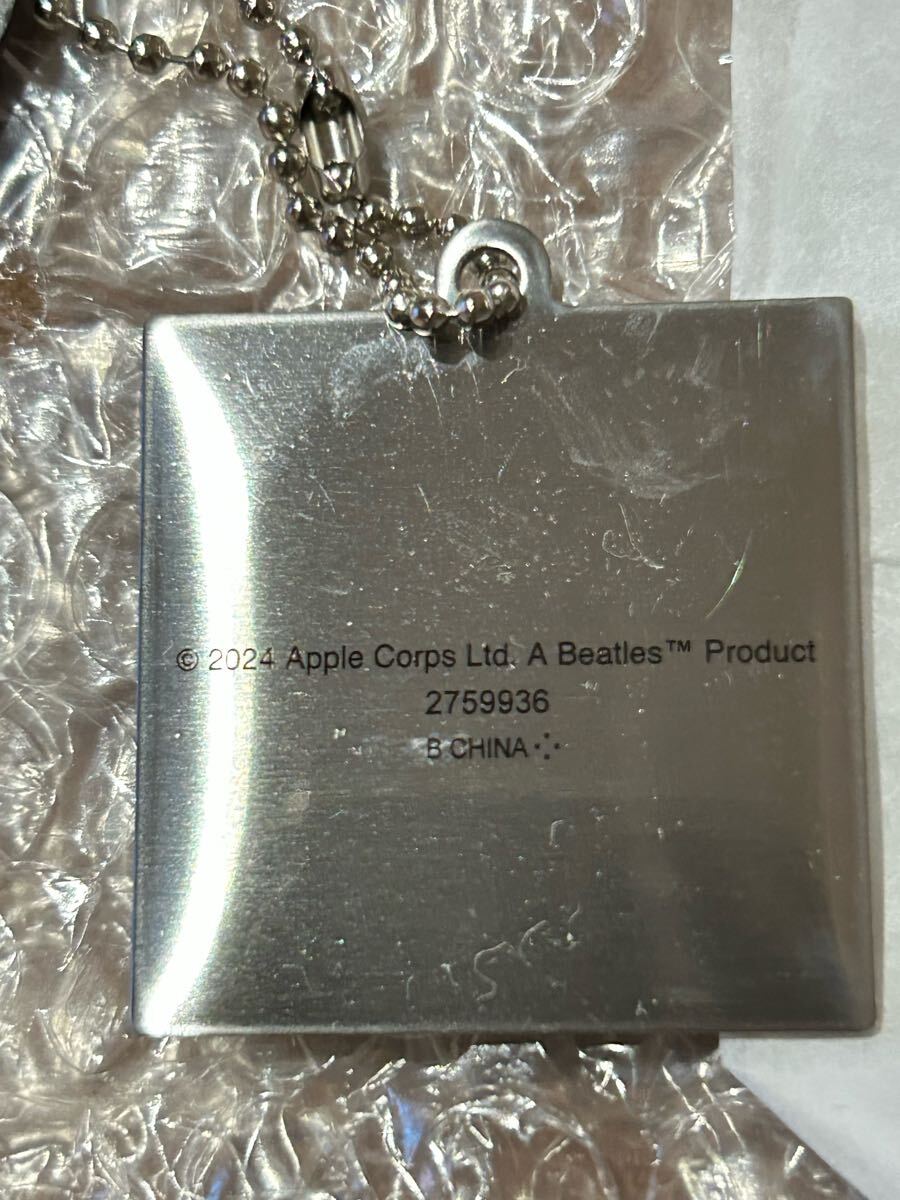 © 2024 Apple Corps Ltd. A Beatles™ Product
2759936
B CHINA